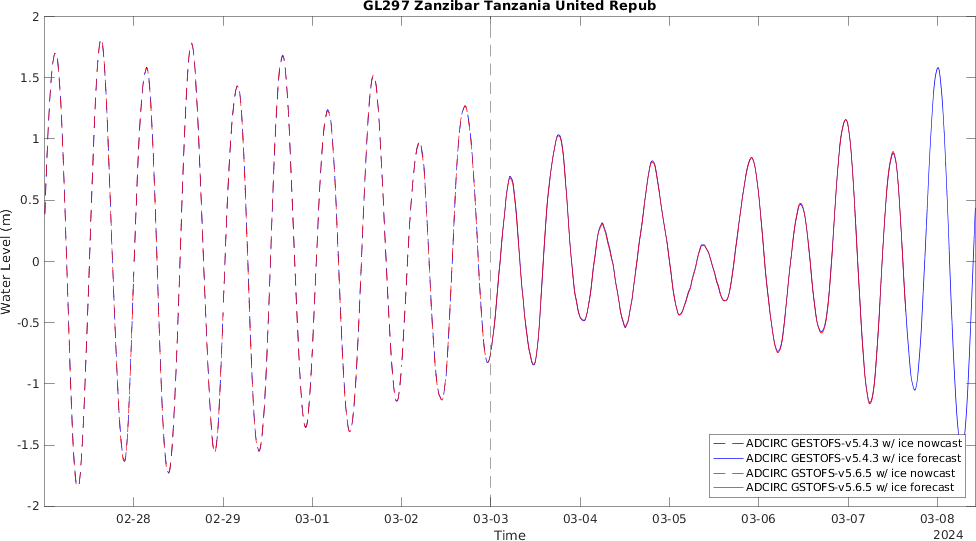 GL297 Zanzibar Tanzania United Repub
2
1.5
1
0.5
0
-0.5
-1
-1.5
-2
Water Level (m)
ADCIRC GESTOFS-v5.4.3 w/ ice nowcast
ADCIRC GESTOFS-v5.4.3 w/ ice forecast
ADCIRC GSTOFS-v5.6.5 w/ ice nowcast
ADCIRC GSTOFS-v5.6.5 w/ ice forecast
02-28 02-29 03-01 03-02 03-03 03-04 03-05 03-06 03-07 03-08
Time
2024